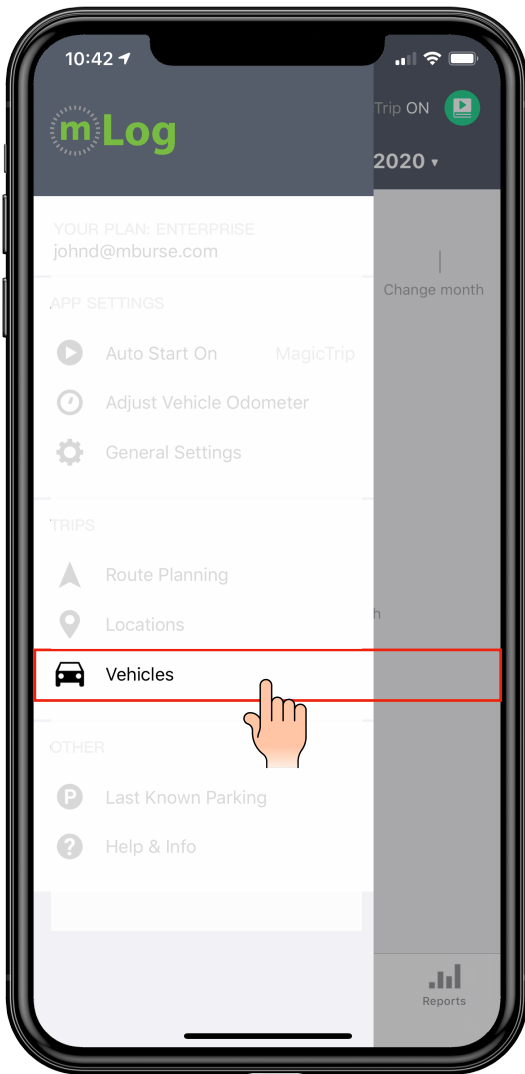 10:42
mLog
Trip ON
2020
YOUR PLAN: ENTERPRISE
johnd@mburse.com
Change month
APP SETTINGS
Auto Start On MagicTrip
Adjust Vehicle Odometer
General Settings
TRIPS
Route Planning
Locations
h
Vehicles
OTHER
P Last Known Parking
? Help & Info
Reports